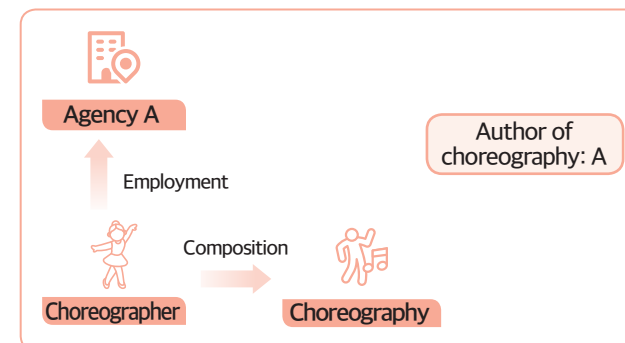 Agency A
Author of
choreography: A
Employment
Composition
Choreographer
Choreography